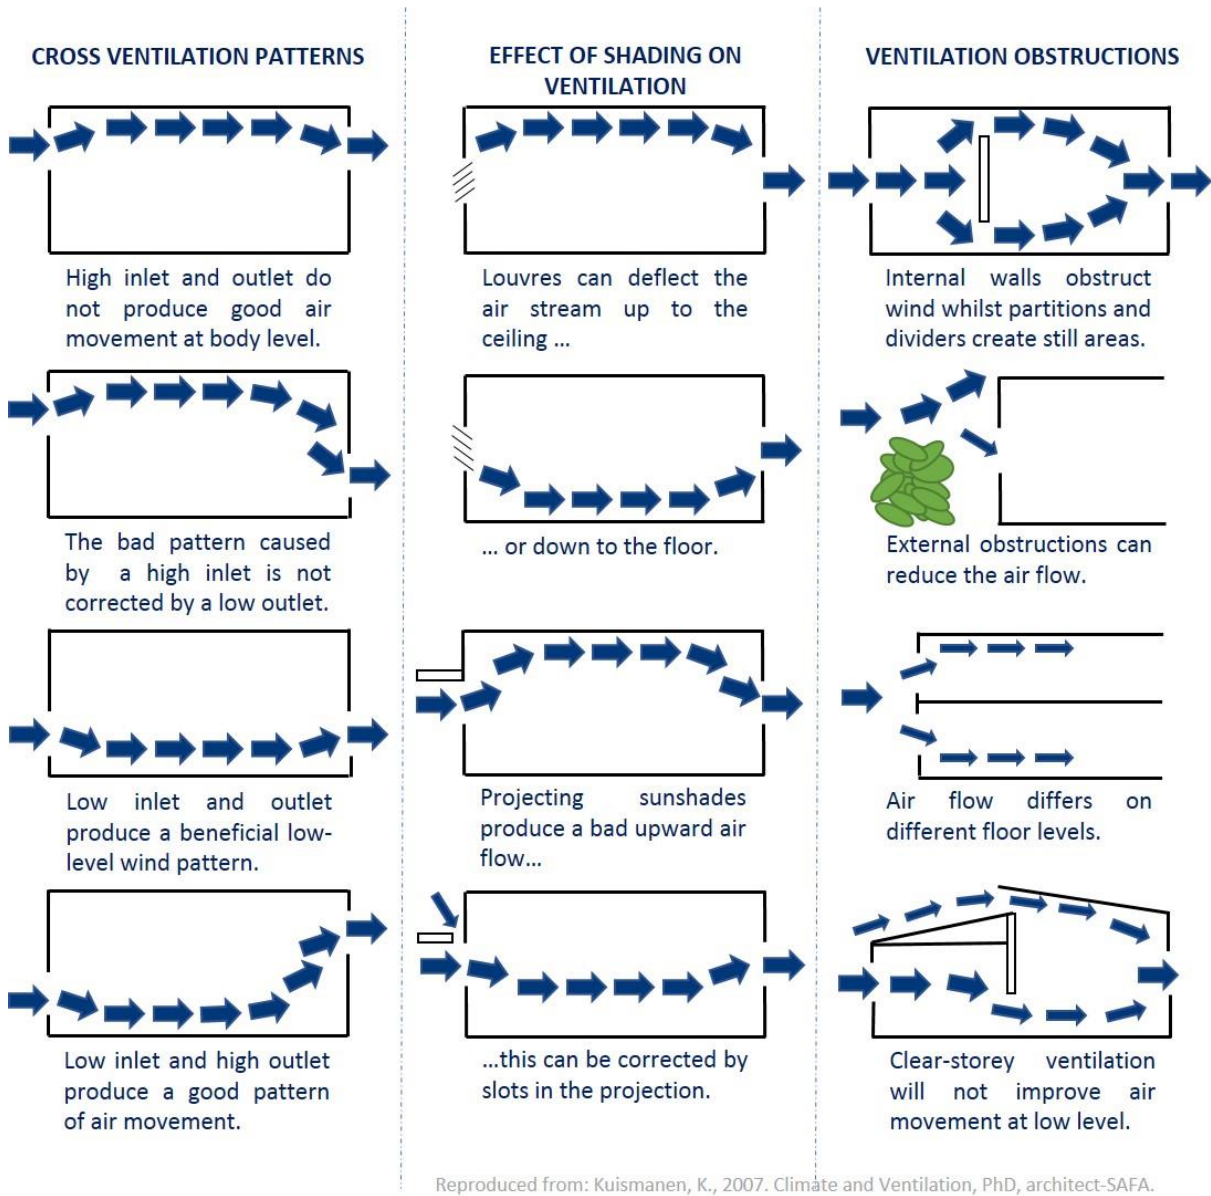 CROSS VENTILATION PATTERNS
High inlet and outlet do
not produce good air
movement at body level.
The bad pattern caused
by a high inlet is not
corrected by a low outlet.
Low inlet and outlet
produce a beneficial low-
level wind pattern.
Low inlet and high outlet
produce a good pattern
of air movement.
EFFECT OF SHADING ON
VENTILATION
Louvres can deflect the
air stream up to the
ceiling ...
... or down to the floor.
Projecting sunshades
produce a bad upward air
flow...
...this can be corrected by
slots in the projection.
VENTILATION OBSTRUCTIONS
Internal walls obstruct
wind whilst partitions and
dividers create still areas.
External obstructions can
reduce the air flow.
Air flow differs on
different floor levels.
Clear-storey ventilation
will not improve air
movement at low level.
Reproduced from: Kuismanen, K., 2007. Climate and Ventilation, PhD, architect-SAFA.